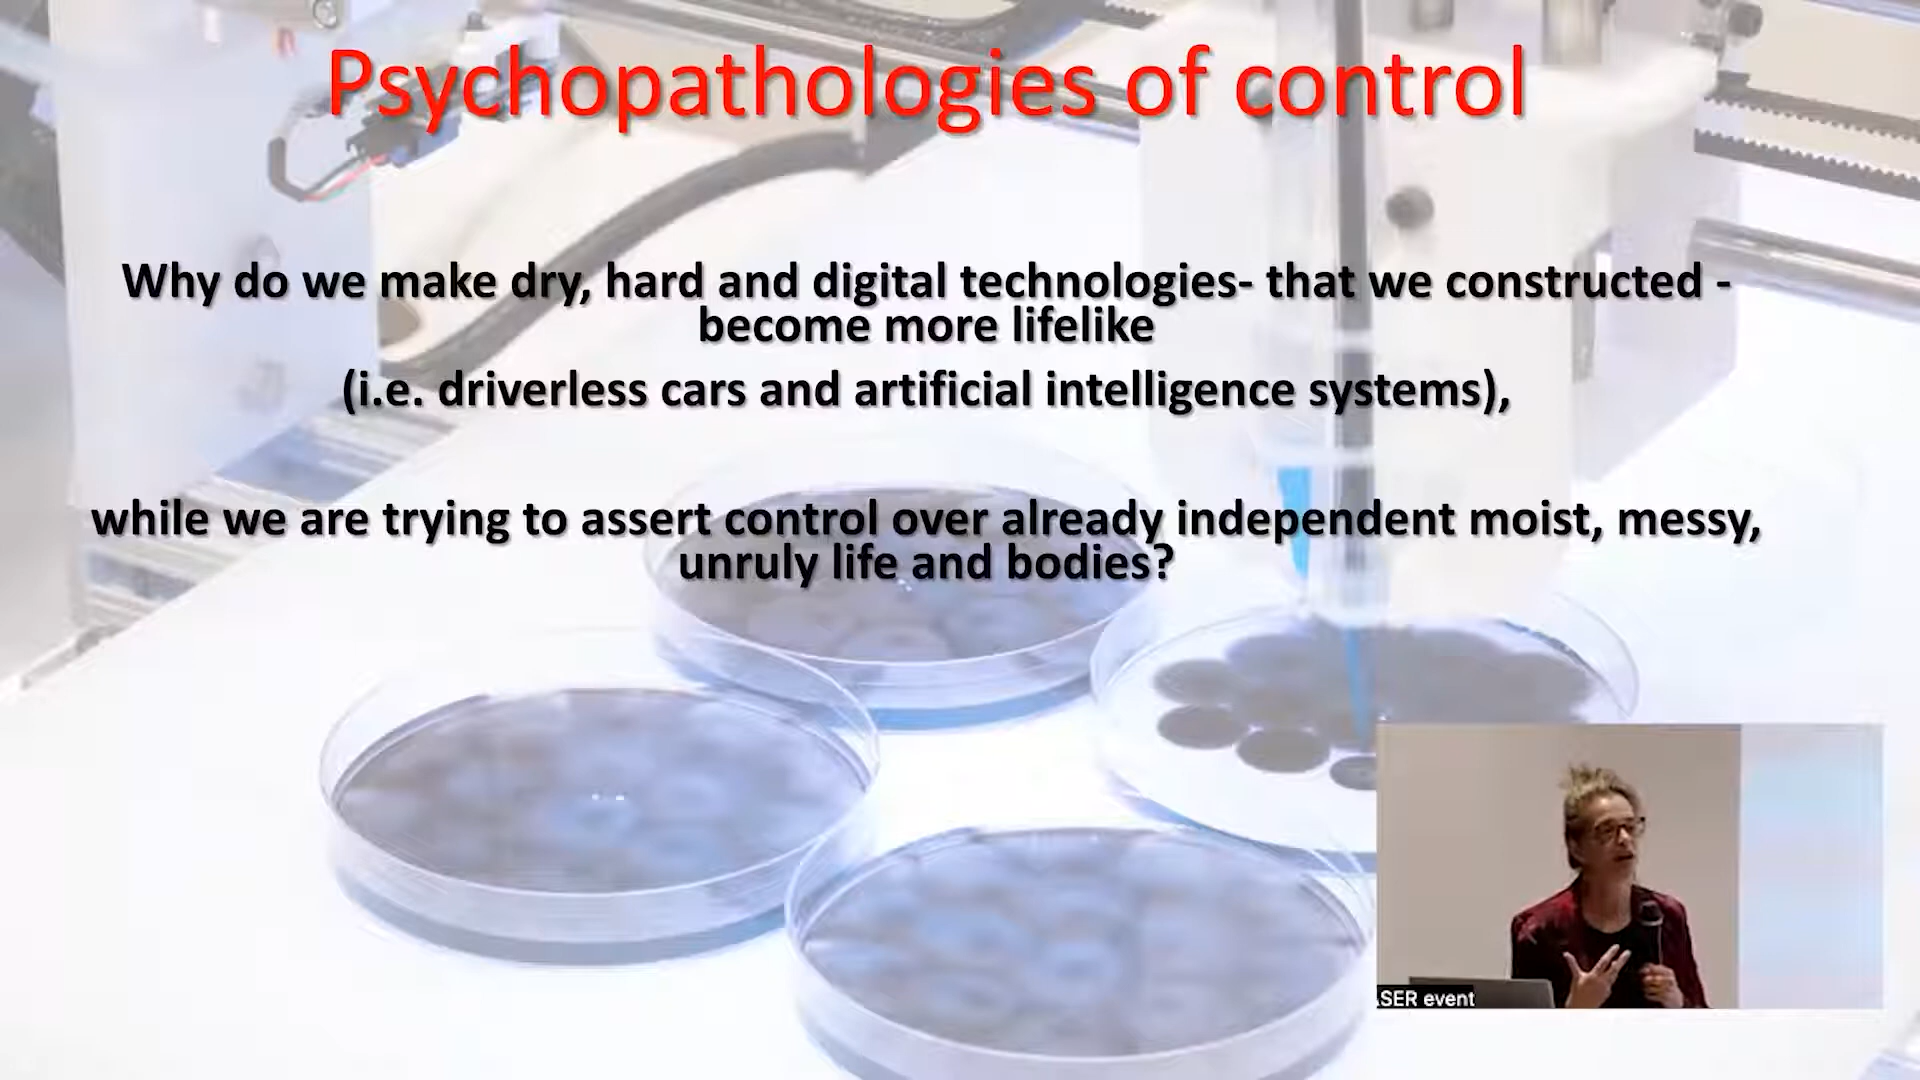 Psychopathologies of control
Why do we make dry, hard and digital technologies- that we constructed -
become more lifelike
(i.e. driverless cars and artificial intelligence systems),
while we are trying to assert control over already independent moist, messy,
unruly life and bodies?
ASER event